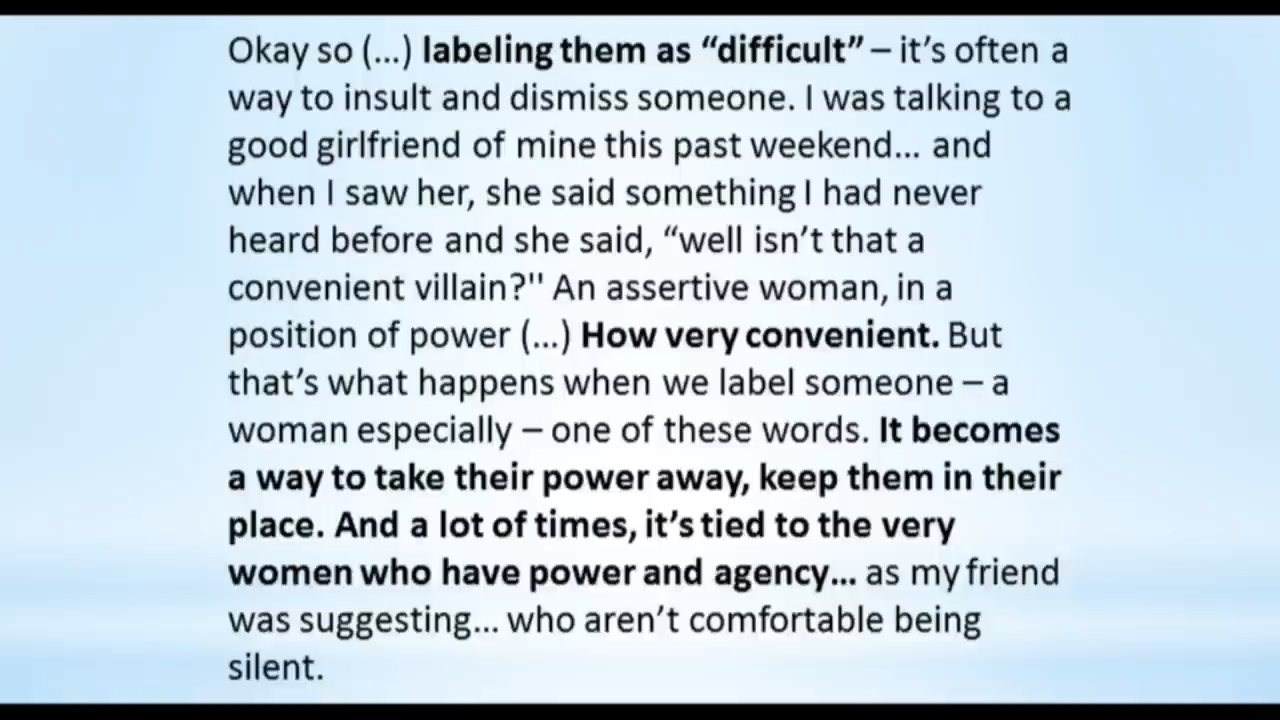 Okay so (...) labeling them as “difficult” – it’s often a
way to insult and dismiss someone. I was talking to a
good girlfriend of mine this past weekend... and
when I saw her, she said something I had never
heard before and she said, “well isn’t that a
convenient villain?" An assertive woman, in a
position of power (...) How very convenient. But
that’s what happens when we label someone – a
woman especially – one of these words. It becomes
a way to take their power away, keep them in their
place. And a lot of times, it’s tied to the very
women who have power and agency... as my friend
was suggesting... who aren’t comfortable being
silent.